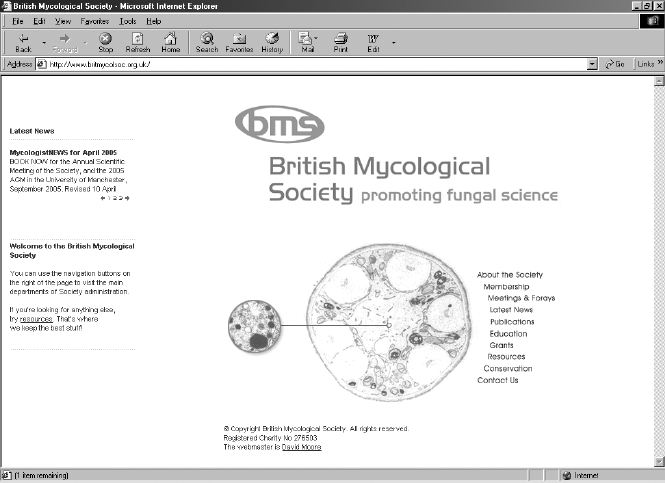 British Mycological Society - Microsoft Internet Explorer
File Edit View Favorites Tools Help
Back Forward Stop Refresh Home Search Favorites History Mail Print Edit
Address http://www.britmycolsoc.org.uk/ Go Links »
bms
British Mycological
Society promoting fungal science
Latest News
MycologistNEWS for April 2005
BOOK NOW for the Annual Scientific
Meeting of the Society, and the 2005
AGM in the University of Manchester,
September 2005. Revised 10 April
1 2 3
Welcome to the British Mycological
Society
You can use the navigation buttons on
the right of the page to visit the main
departments of Society administration.
If you're looking for anything else,
try resources. That's where
we keep the best stuff!
About the Society
Membership
Meetings & Forays
Latest News
Publications
Education
Grants
Resources
Conservation
Contact Us
© Copyright British Mycological Society. All rights reserved.
Registered Charity No 276503
The webmaster is David Moore
(1 item remaining) Internet